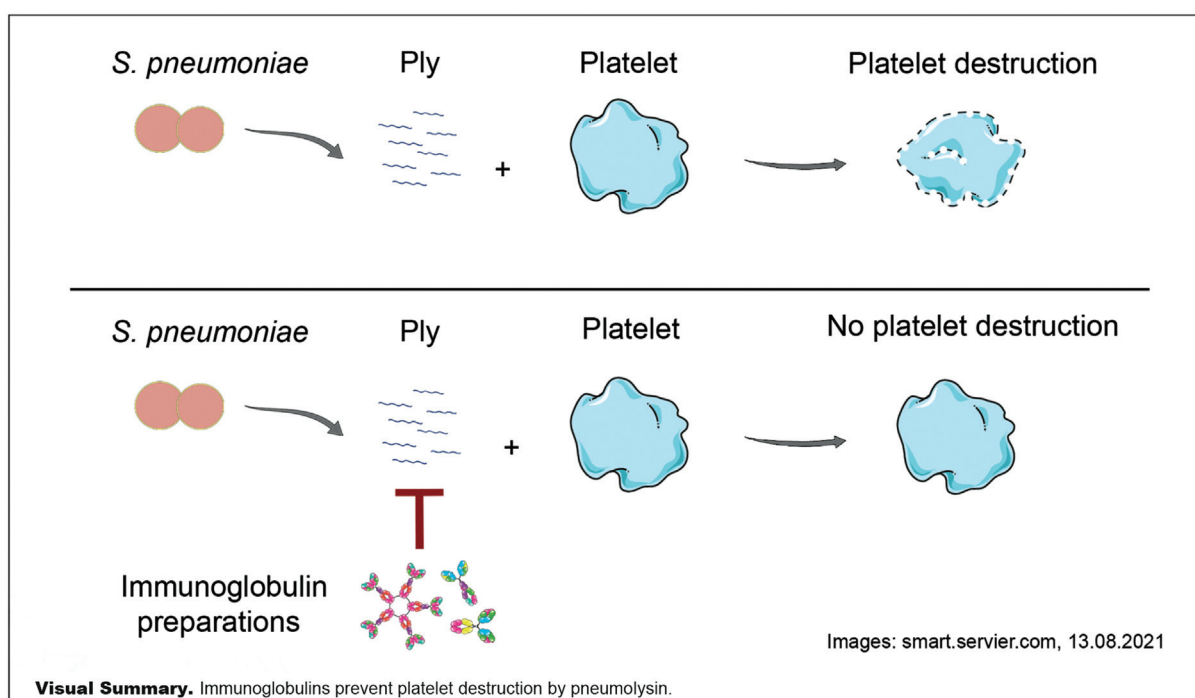 S. pneumoniae Ply Platelet Platelet destruction
+
S. pneumoniae Ply Platelet No platelet destruction
+
Immunoglobulin
preparations
Images: smart.servier.com, 13.08.2021
Visual Summary. Immunoglobulins prevent platelet destruction by pneumolysin.